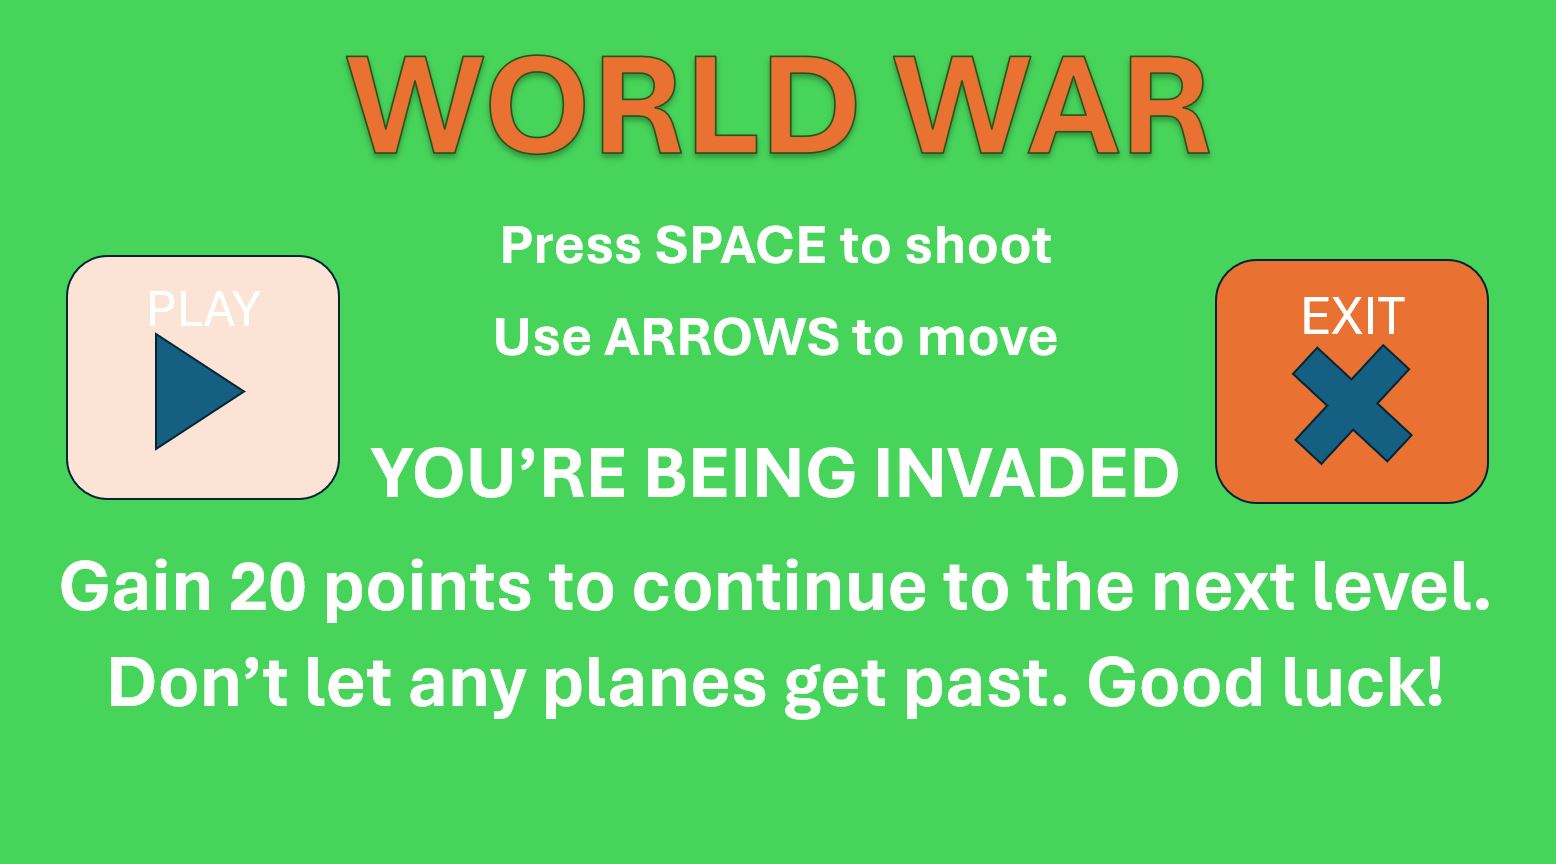 WORLD WAR
Press SPACE to shoot
PLAY
EXIT
Use ARROWS to move
YOU’RE BEING INVADED
Gain 20 points to continue to the next level.
Don’t let any planes get past. Good luck!